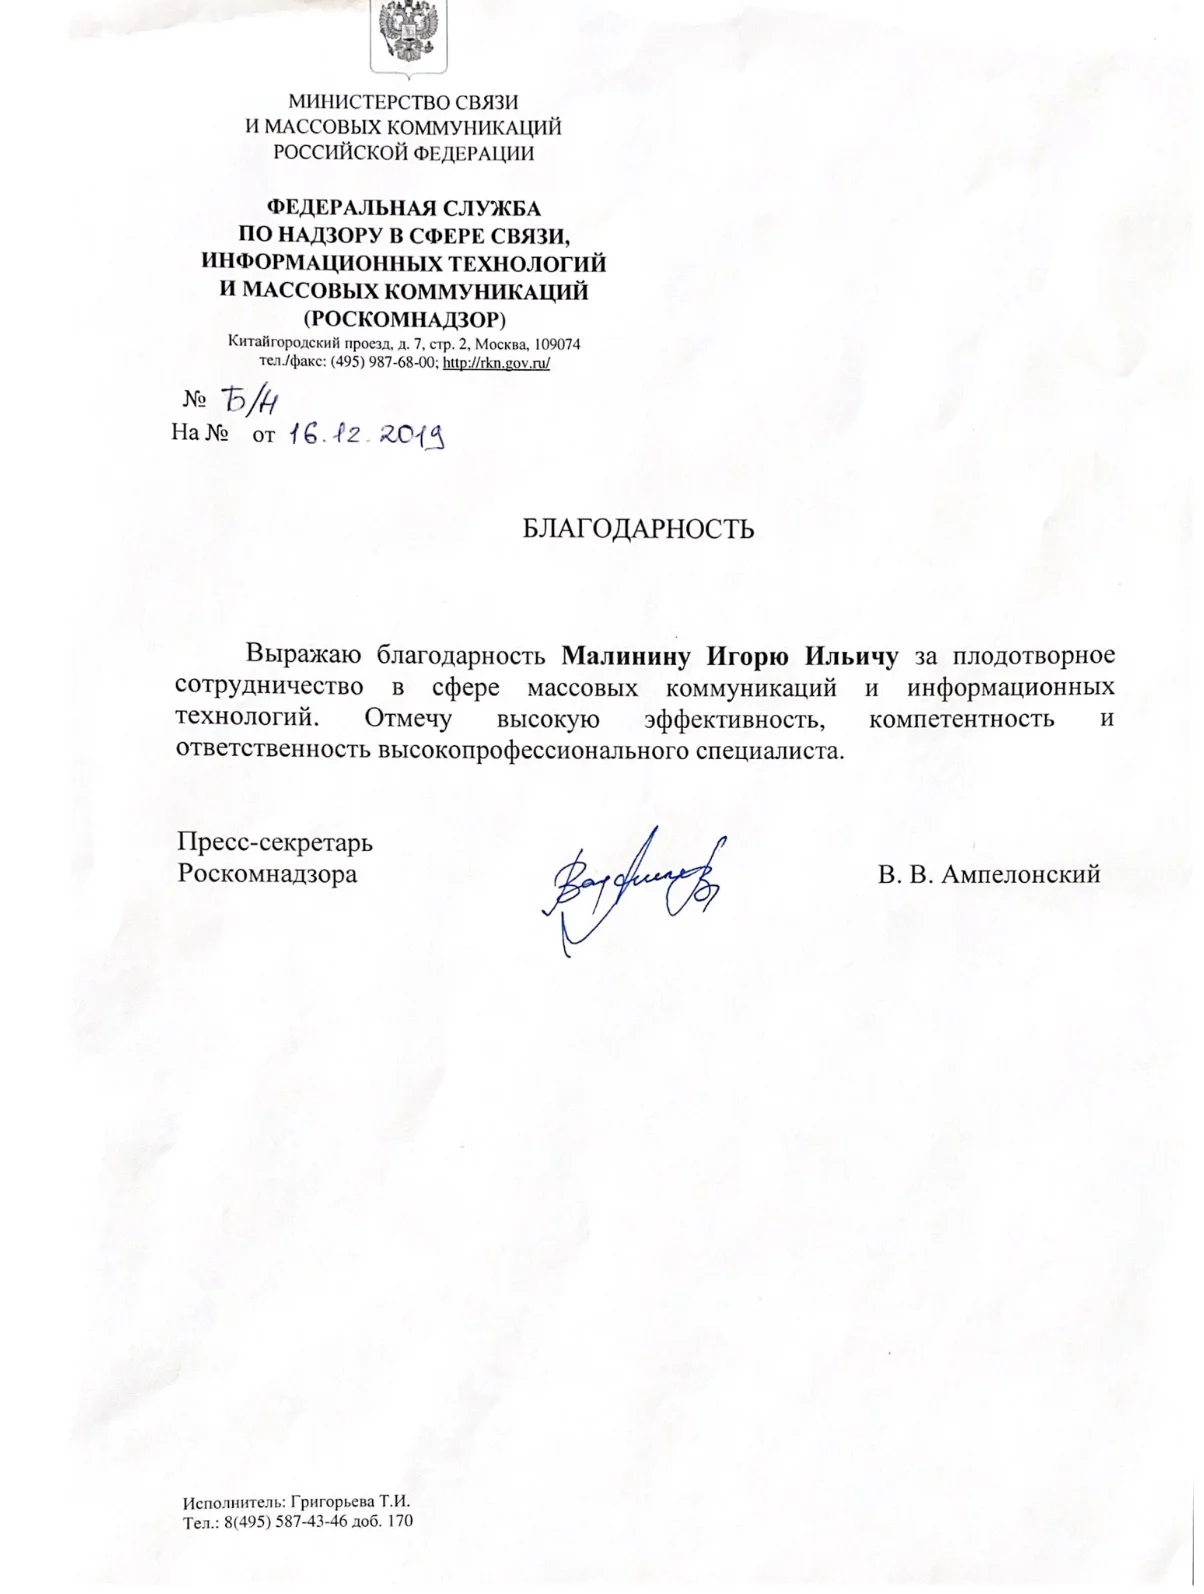 МИНИСТЕРСТВО СВЯЗИ
И МАССОВЫХ КОММУНИКАЦИЙ
РОССИЙСКОЙ ФЕДЕРАЦИИ
ФЕДЕРАЛЬНАЯ СЛУЖБА
ПО НАДЗОРУ В СФЕРЕ СВЯЗИ,
ИНФОРМАЦИОННЫХ ТЕХНОЛОГИЙ
И МАССОВЫХ КОММУНИКАЦИЙ
(РОСКОМНАДЗОР)
Китайгородский проезд, д. 7, стр. 2, Москва, 109074
тел./факс: (495) 987-68-00; http://rkn.gov.ru/
№ Б/Н
На № от 16.12.2019
БЛАГОДАРНОСТЬ
Выражаю благодарность Малинину Игорю Ильичу за плодотворное
сотрудничество в сфере массовых коммуникаций и информационных
технологий. Отмечу высокую эффективность, компетентность и
ответственность высокопрофессионального специалиста.
Пресс-секретарь
Роскомнадзора В. В. Ампелонский
Исполнитель: Григорьева Т.И.
Тел.: 8(495) 587-43-46 доб. 170